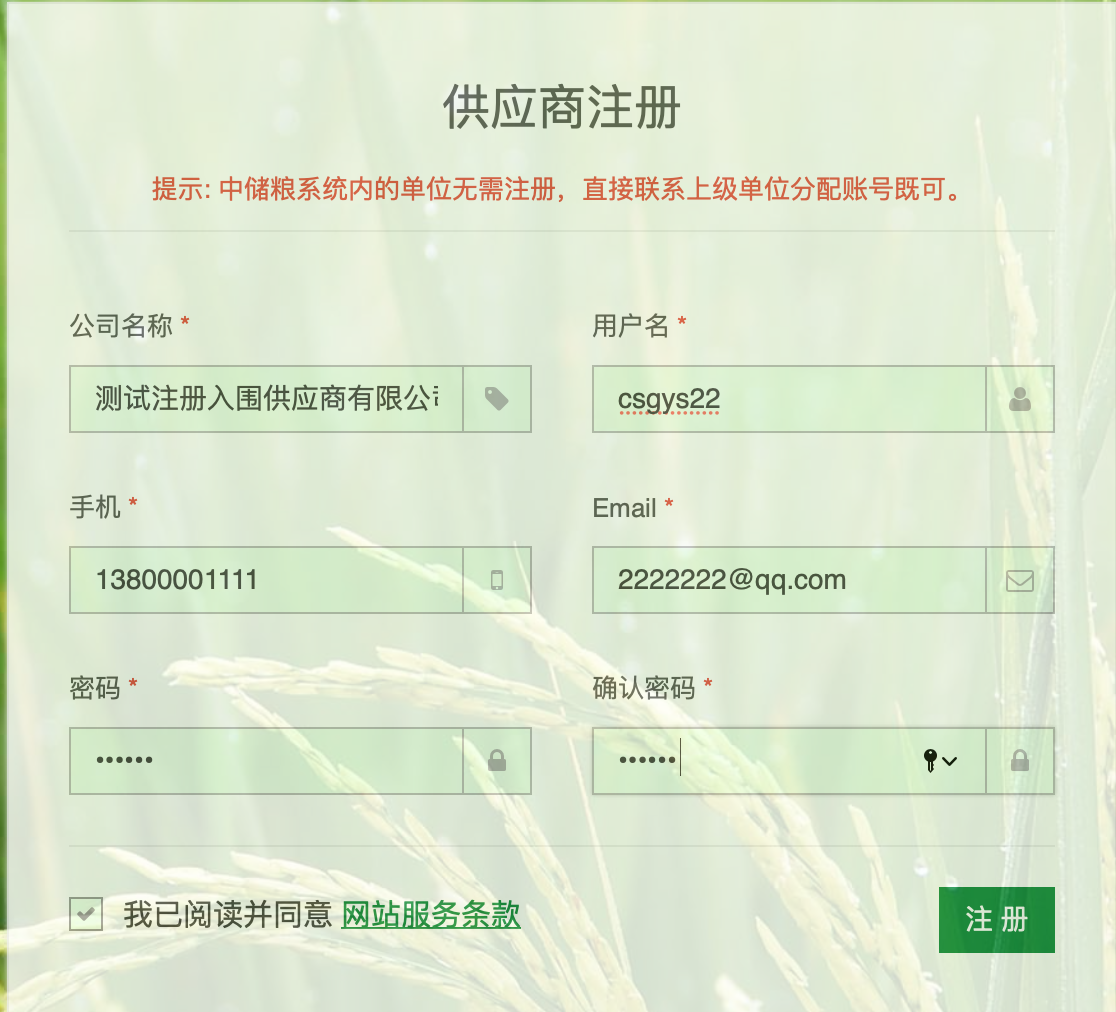 供应商注册
提示: 中储粮系统内的单位无需注册，直接联系上级单位分配账号既可。
公司名称 *
用户名 *
测试注册入围供应商有限公
csgys22
手机 *
Email *
13800001111
2222222@qq.com
密码 *
确认密码 *
••••••
••••••
我已阅读并同意 网站服务条款
注 册